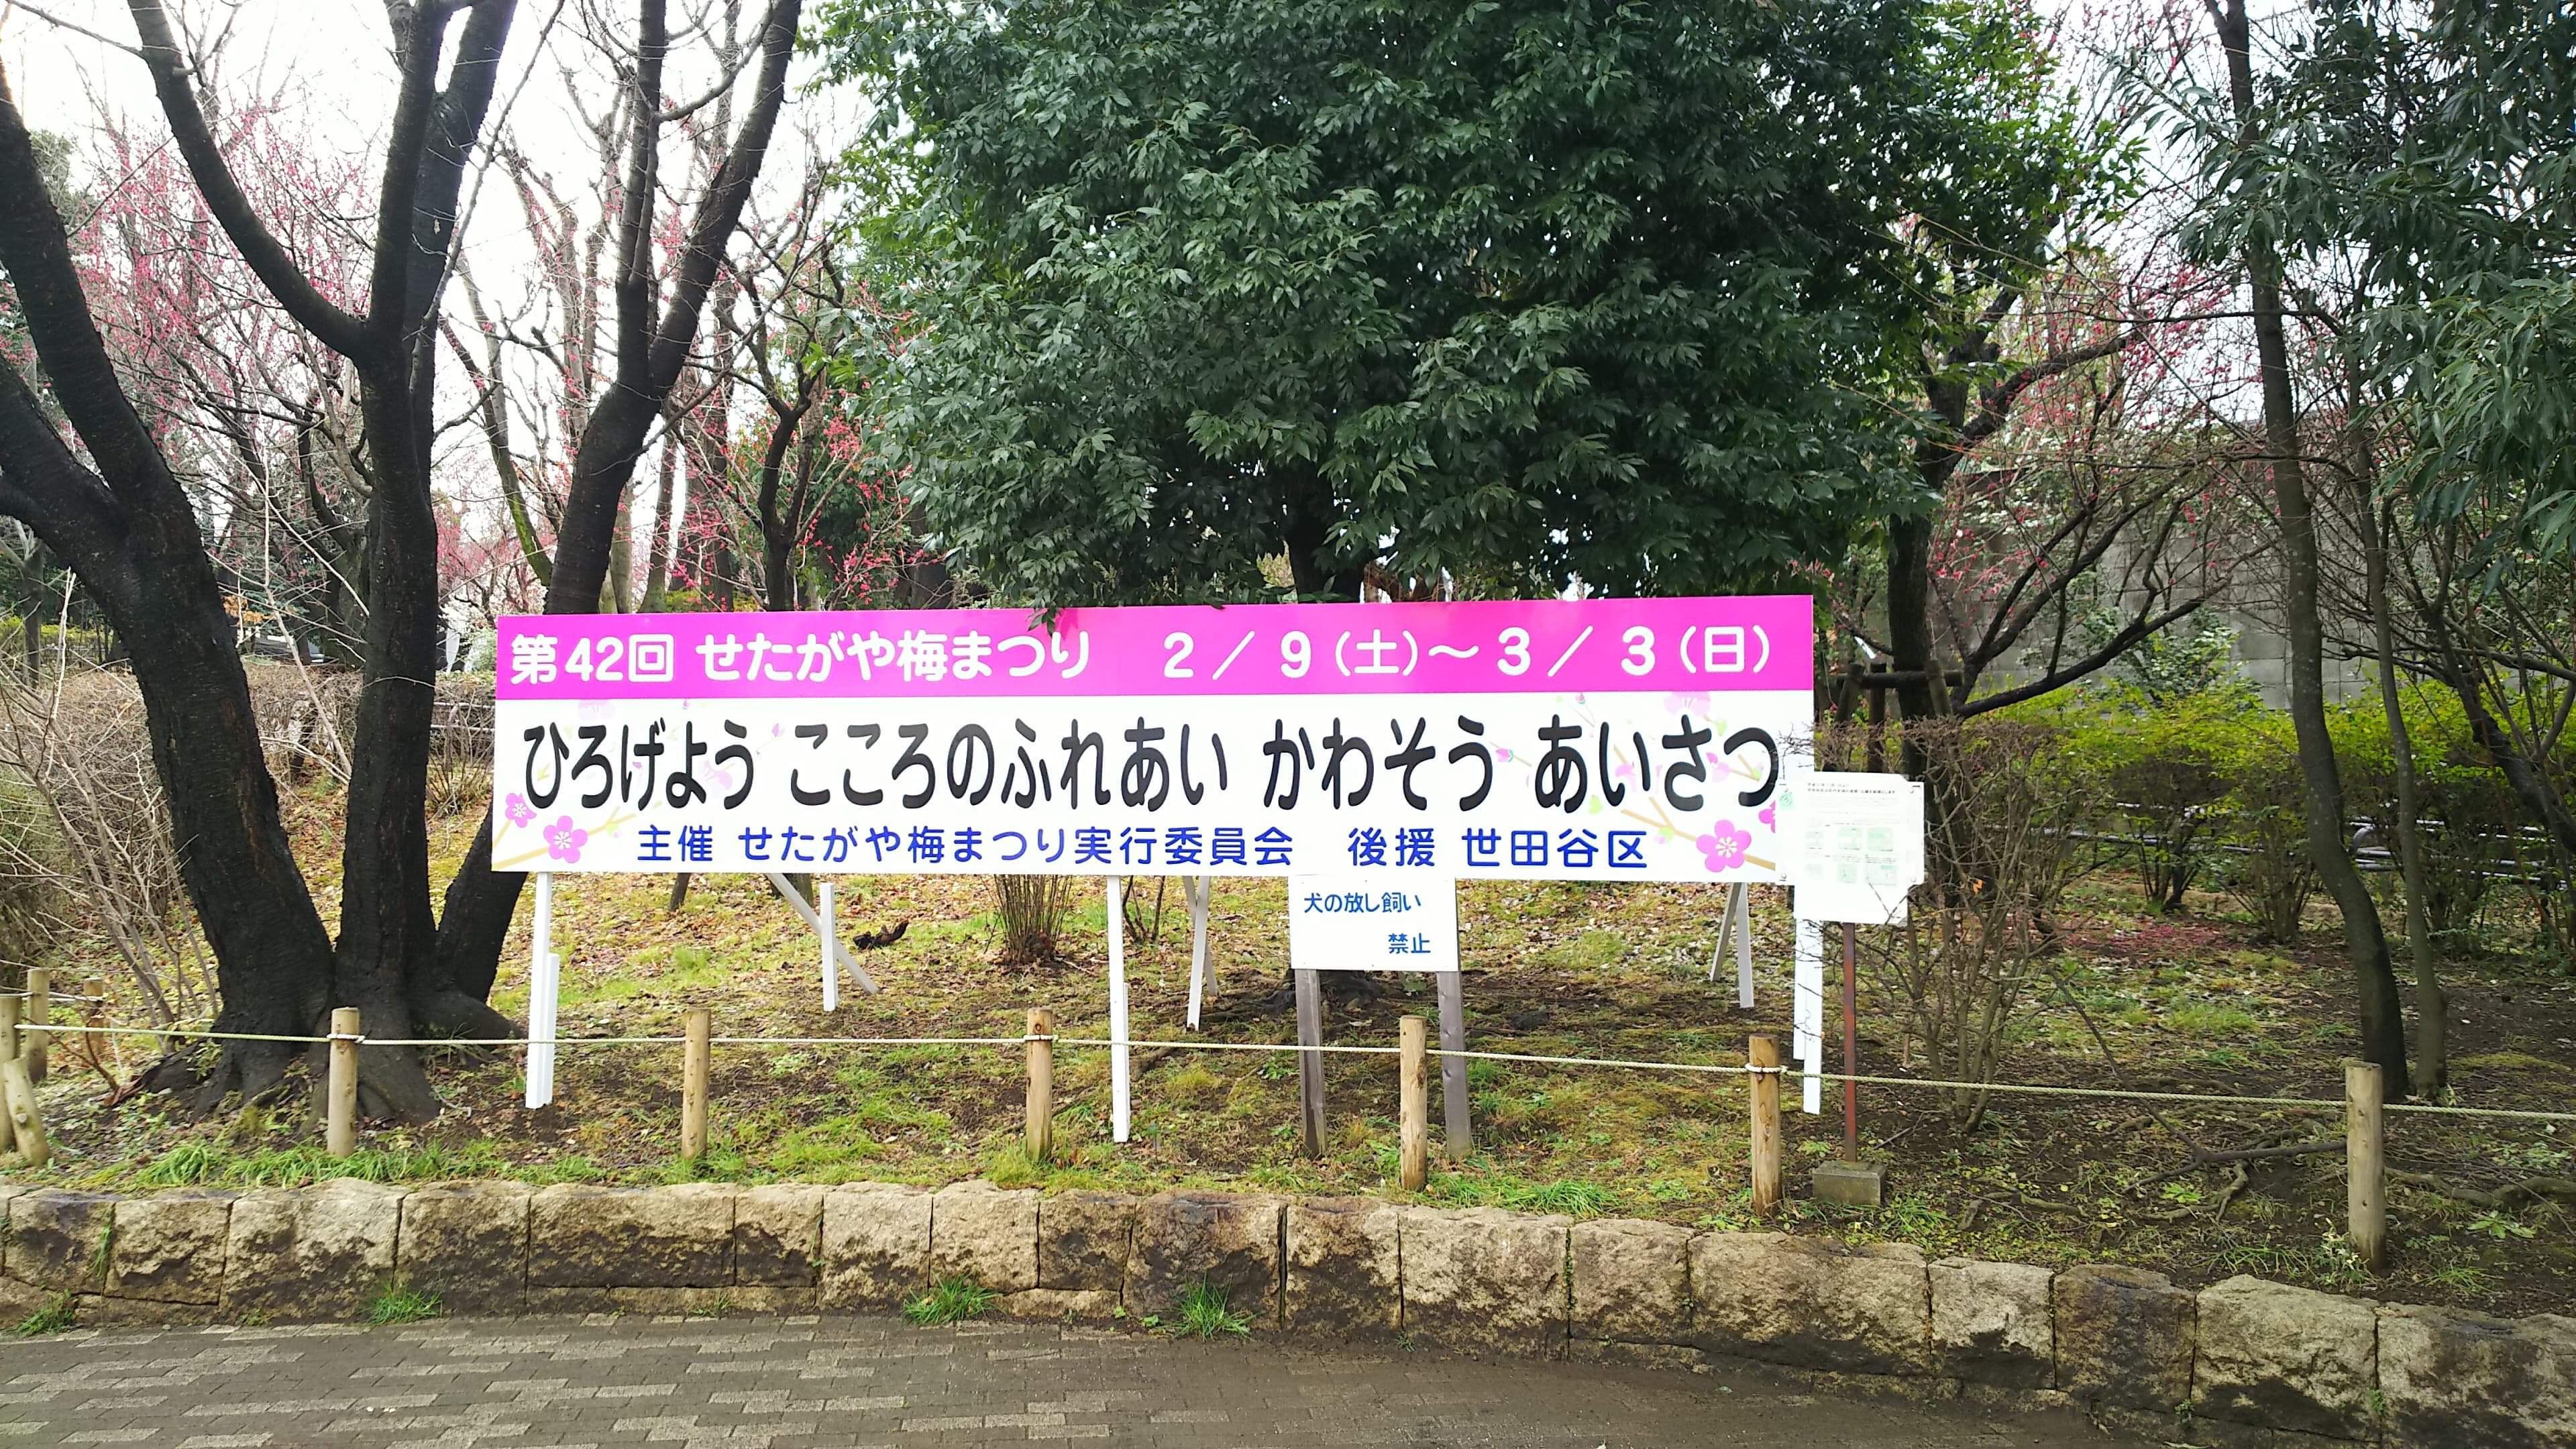 第42回 せたがや梅まつり 2／9(土)～3／3(日)
ひろげよう こころのふれあい かわそう あいさつ
主催 せたがや梅まつり実行委員会 後援 世田谷区
犬の放し飼い
禁止